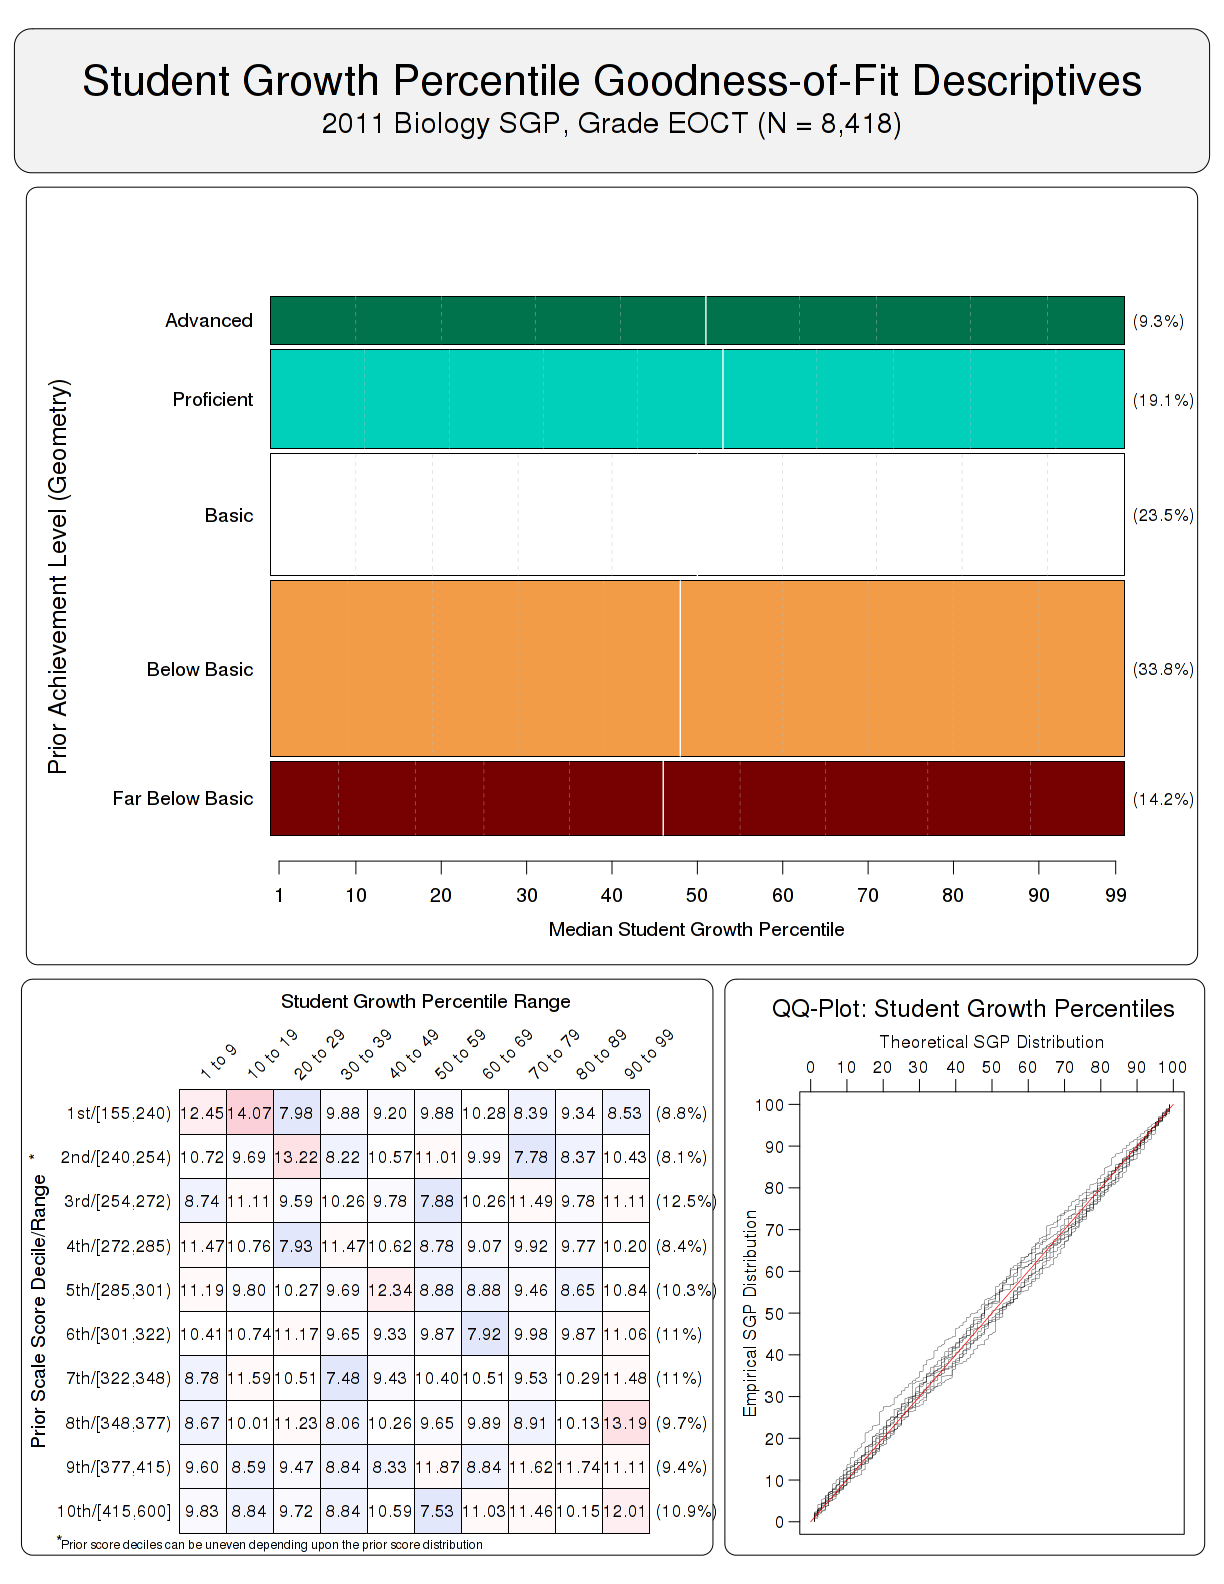 Student Growth Percentile Goodness-of-Fit Descriptives
2011 Biology SGP, Grade EOCT (N = 8,418)
Prior Achievement Level (Geometry)
Advanced (9.3%)
Proficient (19.1%)
Basic (23.5%)
Below Basic (33.8%)
Far Below Basic (14.2%)
1 10 20 30 40 50 60 70 80 90 99
Median Student Growth Percentile
Student Growth Percentile Range
1 to 9 10 to 19 20 to 29 30 to 39 40 to 49 50 to 59 60 to 69 70 to 79 80 to 89 90 to 99
Prior Scale Score Decile/Range *
1st/[155,240) 12.45 14.07 7.98 9.88 9.20 9.88 10.28 8.39 9.34 8.53 (8.8%)
2nd/[240,254) 10.72 9.69 13.22 8.22 10.57 11.01 9.99 7.78 8.37 10.43 (8.1%)
3rd/[254,272) 8.74 11.11 9.59 10.26 9.78 7.88 10.26 11.49 9.78 11.11 (12.5%)
4th/[272,285) 11.47 10.76 7.93 11.47 10.62 8.78 9.07 9.92 9.77 10.20 (8.4%)
5th/[285,301) 11.19 9.80 10.27 9.69 12.34 8.88 8.88 9.46 8.65 10.84 (10.3%)
6th/[301,322) 10.41 10.74 11.17 9.65 9.33 9.87 7.92 9.98 9.87 11.06 (11%)
7th/[322,348) 8.78 11.59 10.51 7.48 9.43 10.40 10.51 9.53 10.29 11.48 (11%)
8th/[348,377) 8.67 10.01 11.23 8.06 10.26 9.65 9.89 8.91 10.13 13.19 (9.7%)
9th/[377,415) 9.60 8.59 9.47 8.84 8.33 11.87 8.84 11.62 11.74 11.11 (9.4%)
10th/[415,600] 9.83 8.84 9.72 8.84 10.59 7.53 11.03 11.46 10.15 12.01 (10.9%)
*Prior score deciles can be uneven depending upon the prior score distribution
QQ-Plot: Student Growth Percentiles
Theoretical SGP Distribution
0 10 20 30 40 50 60 70 80 90 100
Empirical SGP Distribution
100
90
80
70
60
50
40
30
20
10
0